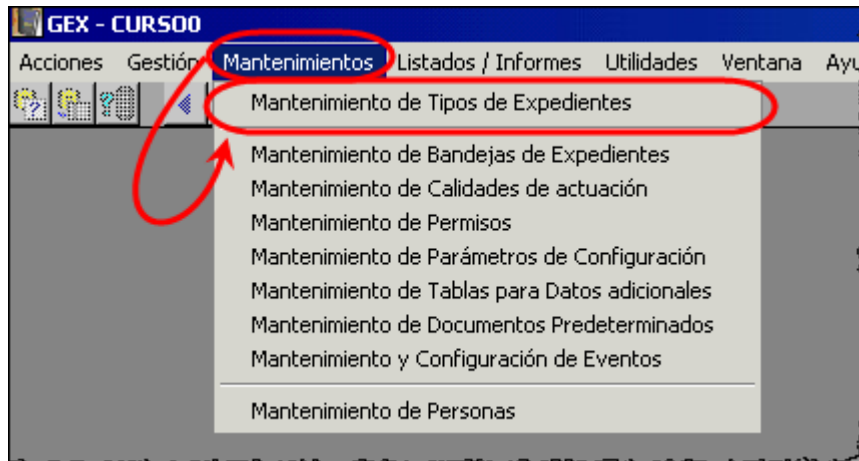 GEX - CURSO0
Acciones Gestión Mantenimientos Listados / Informes Utilidades Ventana
Mantenimiento de Tipos de Expedientes
Mantenimiento de Bandejas de Expedientes
Mantenimiento de Calidades de actuación
Mantenimiento de Permisos
Mantenimiento de Parámetros de Configuración
Mantenimiento de Tablas para Datos adicionales
Mantenimiento de Documentos Predeterminados
Mantenimiento y Configuración de Eventos
Mantenimiento de Personas